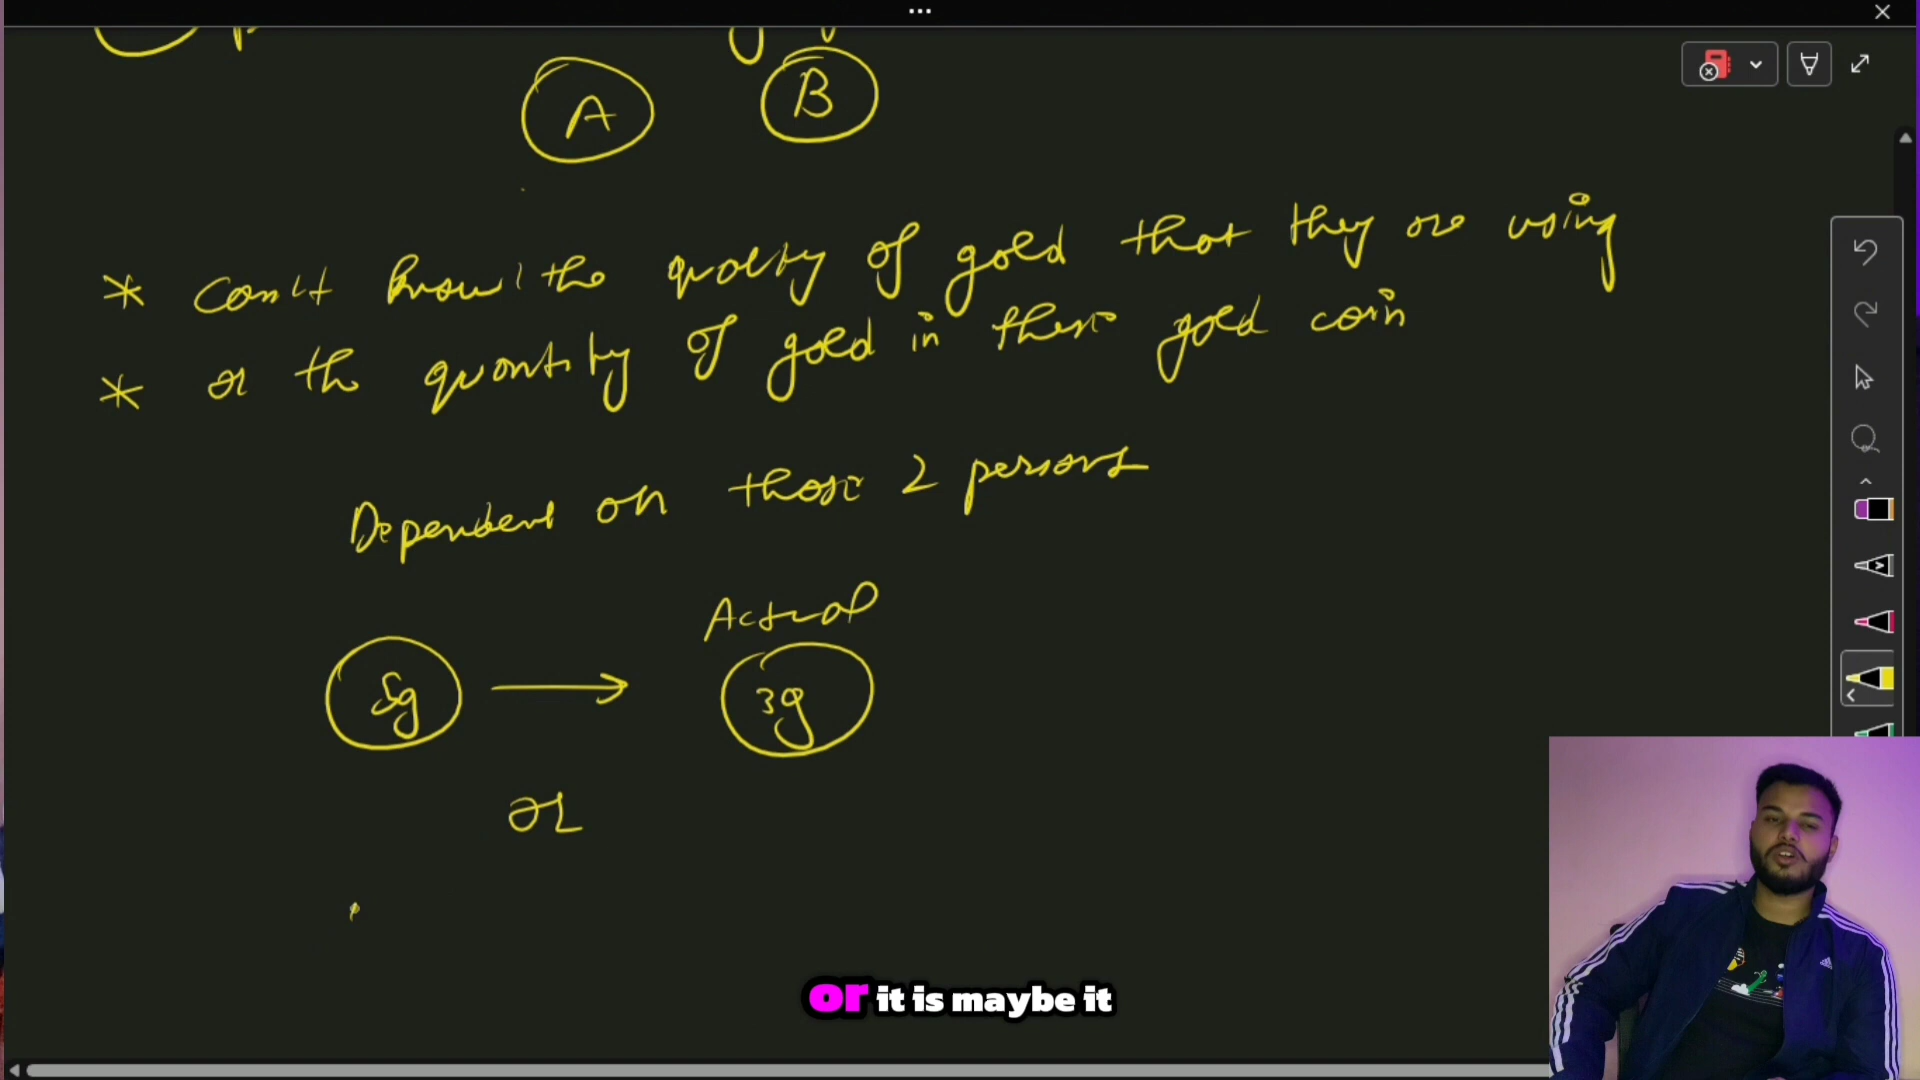 A
B
* Can't know the quality of gold that they are using
* or the quantity of gold in these gold coin
Dependent on those 2 persons
Actual
5g → 3g
or
or it is maybe it